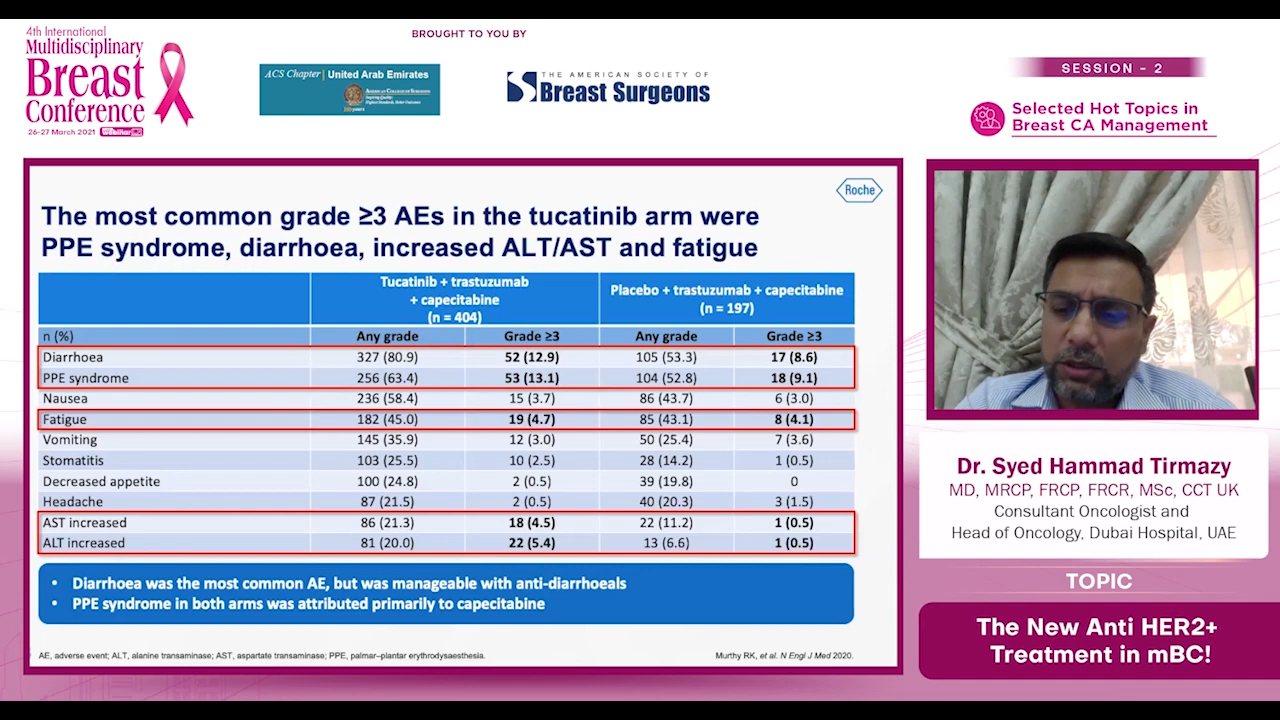 4th International
Multidisciplinary
Breast
Conference
26-27 March 2021 webinar
BROUGHT TO YOU BY
ACS Chapter | United Arab Emirates
AMERICAN COLLEGE OF SURGEONS
Inspiring Quality:
Highest Standards, Better Outcomes
100+years
THE AMERICAN SOCIETY OF
Breast Surgeons
SESSION - 2
Selected Hot Topics in
Breast CA Management
Roche
The most common grade ≥3 AEs in the tucatinib arm were
PPE syndrome, diarrhoea, increased ALT/AST and fatigue
Tucatinib + trastuzumab
+ capecitabine
(n = 404)
Placebo + trastuzumab + capecitabine
(n = 197)
n (%) Any grade Grade ≥3 Any grade Grade ≥3
Diarrhoea 327 (80.9) 52 (12.9) 105 (53.3) 17 (8.6)
PPE syndrome 256 (63.4) 53 (13.1) 104 (52.8) 18 (9.1)
Nausea 236 (58.4) 15 (3.7) 86 (43.7) 6 (3.0)
Fatigue 182 (45.0) 19 (4.7) 85 (43.1) 8 (4.1)
Vomiting 145 (35.9) 12 (3.0) 50 (25.4) 7 (3.6)
Stomatitis 103 (25.5) 10 (2.5) 28 (14.2) 1 (0.5)
Decreased appetite 100 (24.8) 2 (0.5) 39 (19.8) 0
Headache 87 (21.5) 2 (0.5) 40 (20.3) 3 (1.5)
AST increased 86 (21.3) 18 (4.5) 22 (11.2) 1 (0.5)
ALT increased 81 (20.0) 22 (5.4) 13 (6.6) 1 (0.5)
• Diarrhoea was the most common AE, but was manageable with anti-diarrhoeals
• PPE syndrome in both arms was attributed primarily to capecitabine
AE, adverse event; ALT, alanine transaminase; AST, aspartate transaminase; PPE, palmar–plantar erythrodysaesthesia.
Murthy RK, et al. N Engl J Med 2020.
Dr. Syed Hammad Tirmazy
MD, MRCP, FRCP, FRCR, MSc, CCT UK
Consultant Oncologist and
Head of Oncology, Dubai Hospital, UAE
TOPIC
The New Anti HER2+
Treatment in mBC!